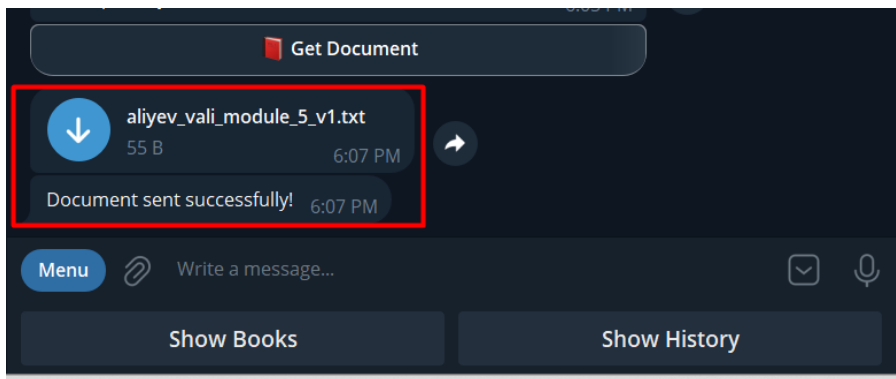 Get Document
aliyev_vali_module_5_v1.txt
55 B
6:07 PM
Document sent successfully! 6:07 PM
Menu
Write a message...
Show Books
Show History